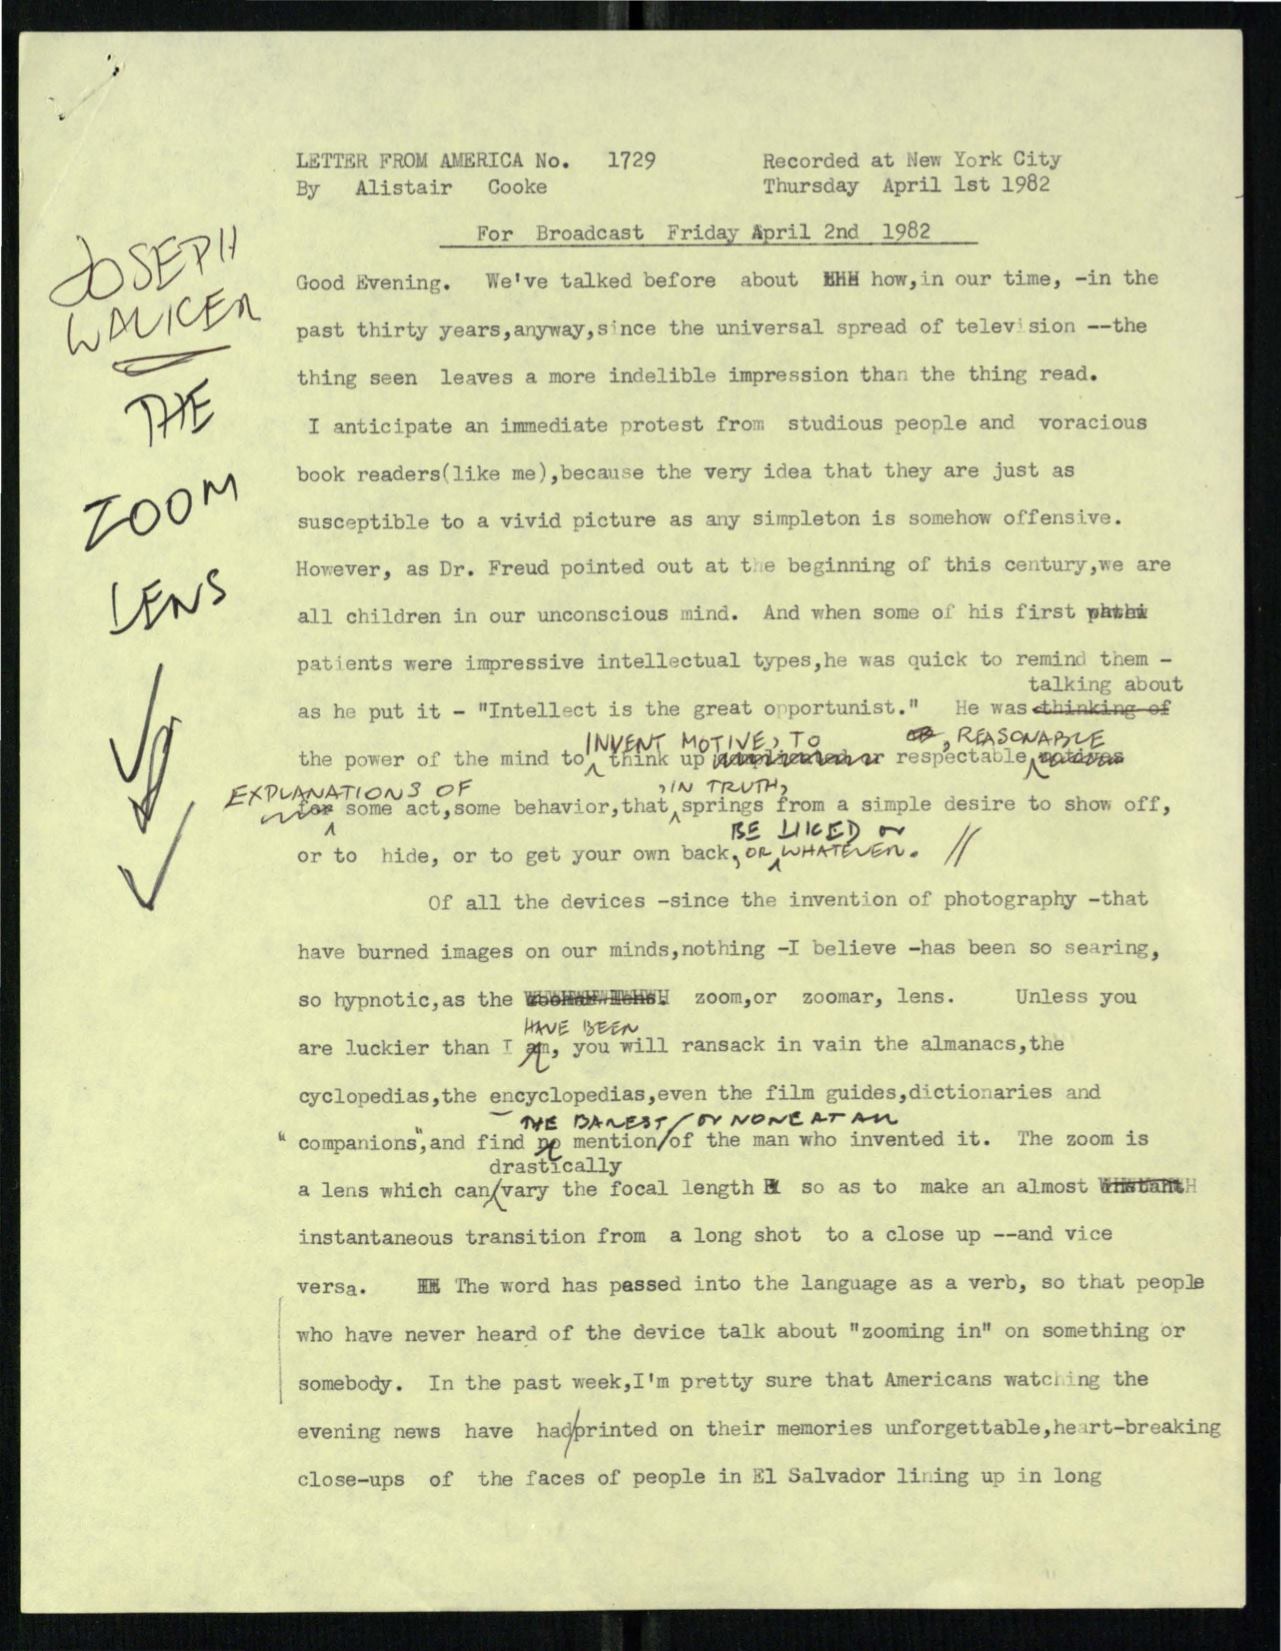 LETTER FROM AMERICA No. 1729
By Alistair Cooke
Recorded at New York City
Thursday April 1st 1982
For Broadcast Friday April 2nd 1982
JOSEPH
WALKER
THE
ZOOM
LENS
Good Evening. We've talked before about how,in our time, -in the
past thirty years,anyway,since the universal spread of television --the
thing seen leaves a more indelible impression than the thing read.
I anticipate an immediate protest from studious people and voracious
book readers(like me),because the very idea that they are just as
susceptible to a vivid picture as any simpleton is somehow offensive.
However, as Dr. Freud pointed out at the beginning of this century,we are
all children in our unconscious mind. And when some of his first
patients were impressive intellectual types,he was quick to remind them -
talking about
as he put it - "Intellect is the great opportunist." He was thinking of
INVENT MOTIVE, TO , REASONABLE
the power of the mind to think up respectable motives
EXPLANATIONS OF , IN TRUTH,
for some act,some behavior,that springs from a simple desire to show off,
BE LIKED or
or to hide, or to get your own back, OR WHATEVER. //
Of all the devices -since the invention of photography -that
have burned images on our minds,nothing -I believe -has been so searing,
so hypnotic,as the zoom,or zoomar, lens. Unless you
HAVE BEEN
are luckier than I am, you will ransack in vain the almanacs,the
cyclopedias,the encyclopedias,even the film guides,dictionaries and
THE BAREST / or NONE AT ALL
"companions",and find no mention/of the man who invented it. The zoom is
drastically
a lens which can/vary the focal length so as to make an almost
instantaneous transition from a long shot to a close up --and vice
versa. The word has passed into the language as a verb, so that people
who have never heard of the device talk about "zooming in" on something or
somebody. In the past week,I'm pretty sure that Americans watching the
evening news have had/printed on their memories unforgettable,heart-breaking
close-ups of the faces of people in El Salvador lining up in long